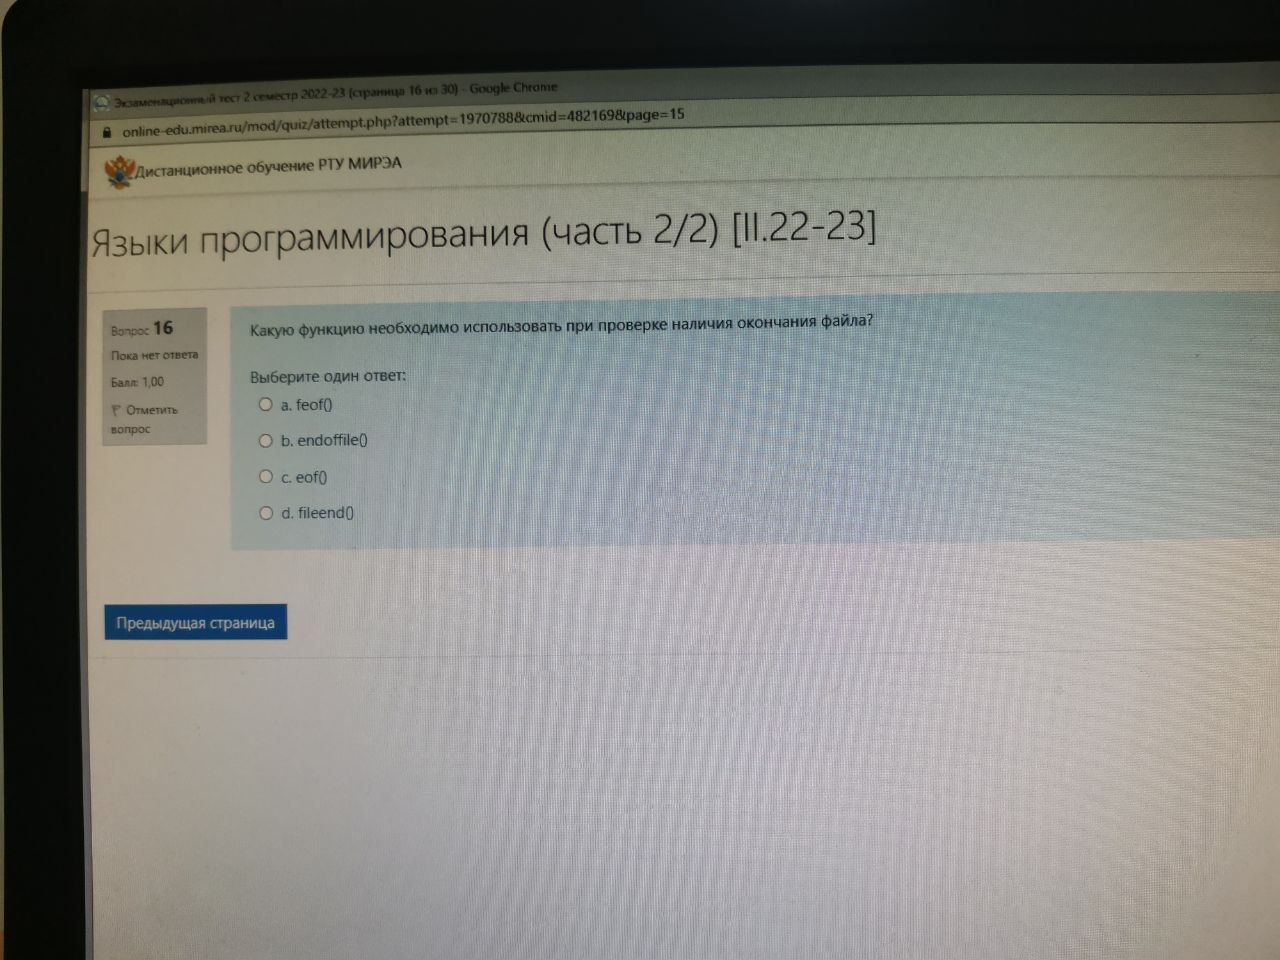 Экзаменационный тест 2 семестр 2022-23 (страница 16 из 30) - Google Chrome
online-edu.mirea.ru/mod/quiz/attempt.php?attempt=1970788&cmid=482169&page=15
Дистанционное обучение РТУ МИРЭА
Языки программирования (часть 2/2) [II.22-23]
Вопрос 16
Пока нет ответа
Балл: 1,00
Отметить
вопрос
Какую функцию необходимо использовать при проверке наличия окончания файла?
Выберите один ответ:
a. feof()
b. endoffile()
c. eof()
d. fileend()
Предыдущая страница